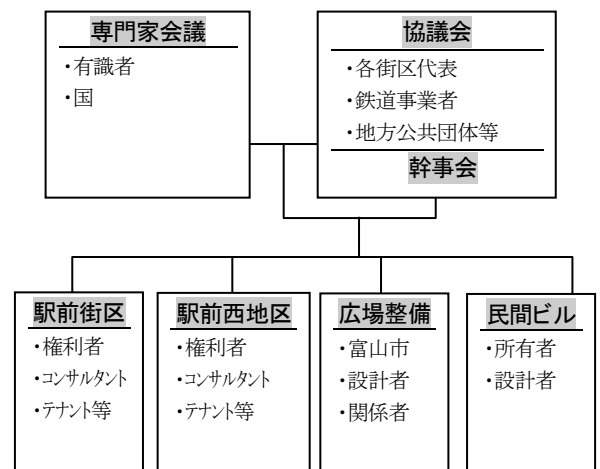 専門家会議
・有識者
・国
協議会
・各街区代表
・鉄道事業者
・地方公共団体等
幹事会
駅前街区
・権利者
・コンサルタント
・テナント等
駅前西地区
・権利者
・コンサルタント
・テナント等
広場整備
・富山市
・設計者
・関係者
民間ビル
・所有者
・設計者